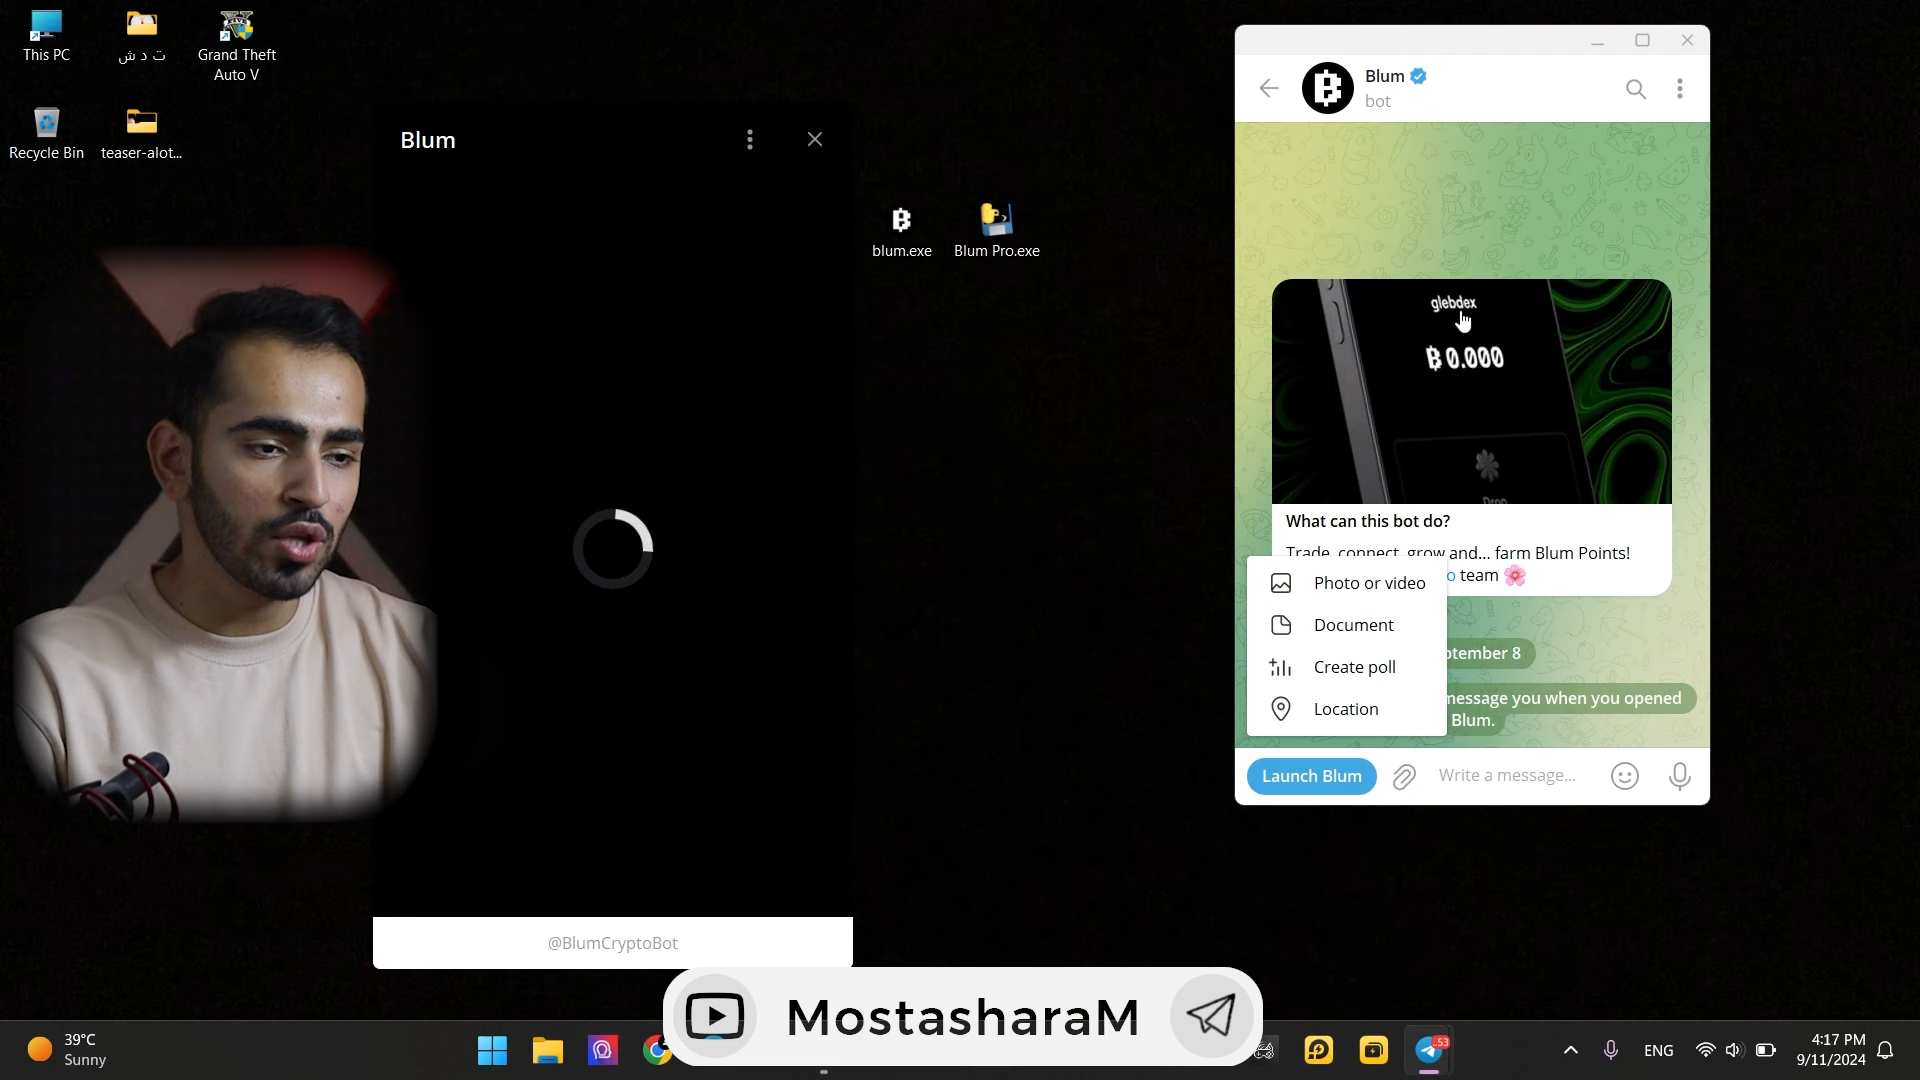 This PC
ت د ش
Grand Theft
Auto V
Recycle Bin
teaser-alot...
Blum
blum.exe
Blum Pro.exe
@BlumCryptoBot
Blum
bot
glebdex
0.000
Drop
What can this bot do?
Trade, connect, grow and... farm Blum Points!
o team 🌸
ptember 8
message you when you opened
Blum.
Photo or video
Document
Create poll
Location
Launch Blum
Write a message...
MostasharaM
39°C
Sunny
..53
ENG
4:17 PM
9/11/2024